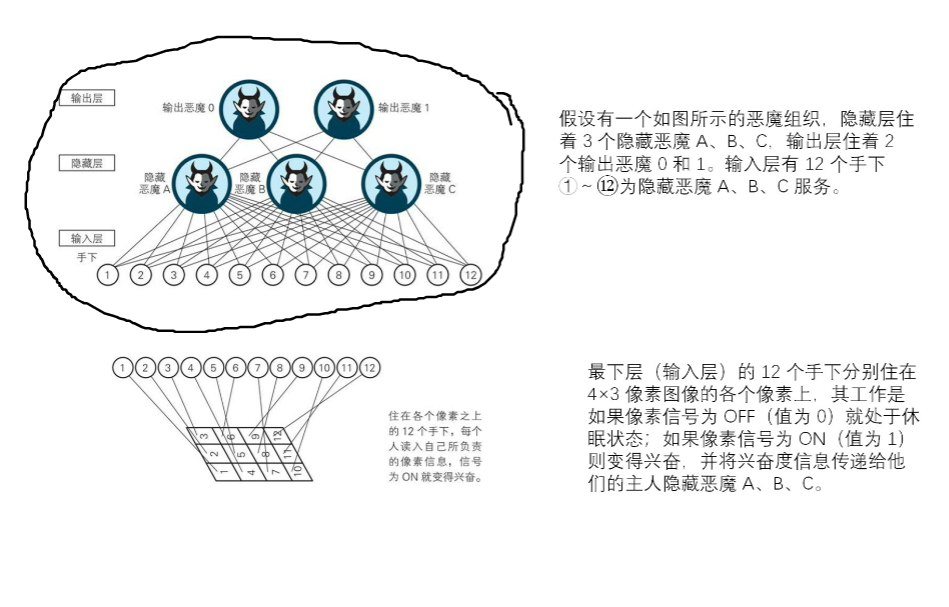 输出层
输出恶魔 0
输出恶魔 1
隐藏层
隐藏
恶魔 A
隐藏
恶魔 B
隐藏
恶魔 C
输入层
手下
1 2 3 4 5 6 7 8 9 10 11 12
假设有一个如图所示的恶魔组织，隐藏层住
着 3 个隐藏恶魔 A、B、C，输出层住着 2
个输出恶魔 0 和 1。输入层有 12 个手下
①~⑫为隐藏恶魔 A、B、C 服务。
1 2 3 4 5 6 7 8 9 10 11 12
3 6 9 12
2 5 8 11
1 4 7 10
住在各个像素之上
的 12 个手下，每个
人读入自己所负责
的像素信息，信号
为 ON 就变得兴奋。
最下层（输入层）的 12 个手下分别住在
4×3 像素图像的各个像素上，其工作是
如果像素信号为 OFF（值为 0）就处于休
眠状态；如果像素信号为 ON（值为 1）
则变得兴奋，并将兴奋度信息传递给他
们的主人隐藏恶魔 A、B、C。